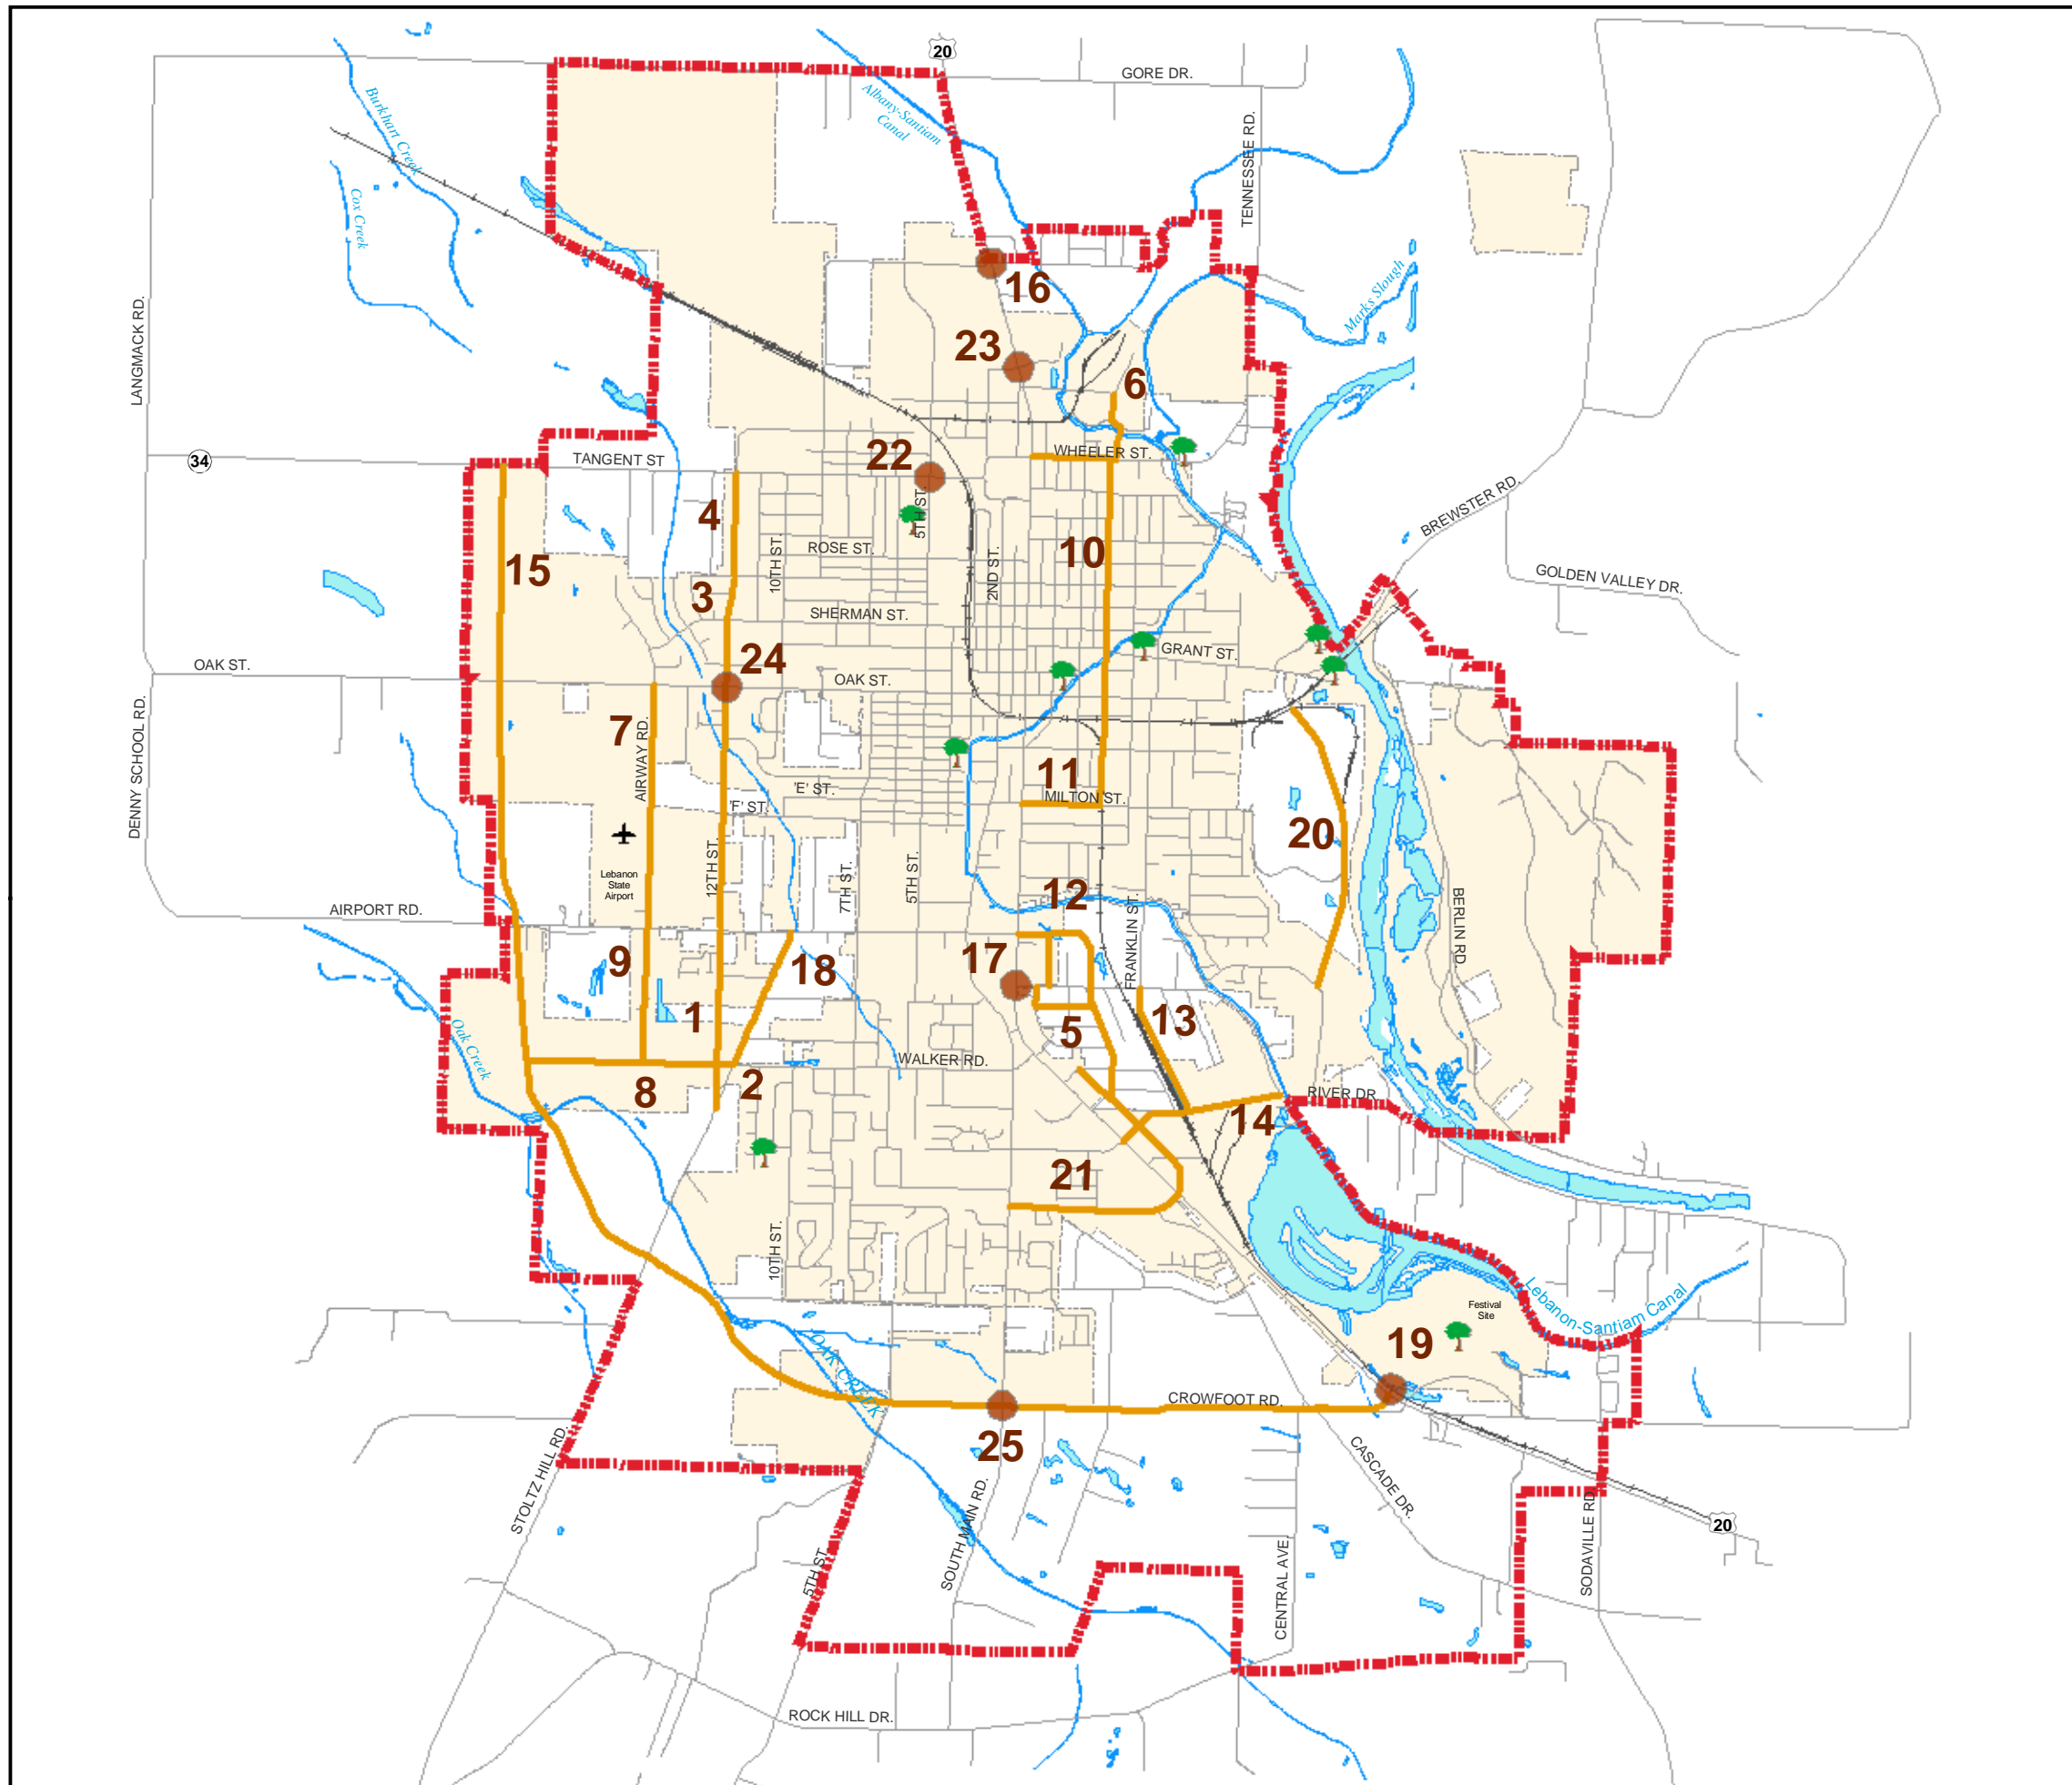 20
GORE DR.
Burkhart Creek
Albany-Santiam
Canal
TENNESSEE RD.
Cox Creek
16
Marks Slough
LANGMACK RD.
23
6
34
TANGENT ST
22
WHEELER ST.
4
5TH ST.
BREWSTER RD.
15
10TH ST.
ROSE ST.
2ND ST.
10
GOLDEN VALLEY DR.
3
SHERMAN ST.
24
GRANT ST.
OAK ST.
OAK ST.
7
AIRWAY RD.
DENNY SCHOOL RD.
11
'E' ST.
MILTON ST.
'F' ST.
20
Lebanon
State
Airport
12TH ST.
7TH ST.
5TH ST.
12
FRANKLIN ST.
BERLIN RD.
AIRPORT RD.
9
18
17
1
13
5
Oak Creek
WALKER RD.
8
2
RIVER DR.
14
21
10TH ST.
Lebanon-Santiam Canal
Festival
Site
19
OAK CREEK
CROWFOOT RD.
25
STOLTZ HILL RD.
CASCADE DR.
SOUTH MAIN RD.
20
SODAVILLE RD.
5TH ST.
CENTRAL AVE.
ROCK HILL DR.